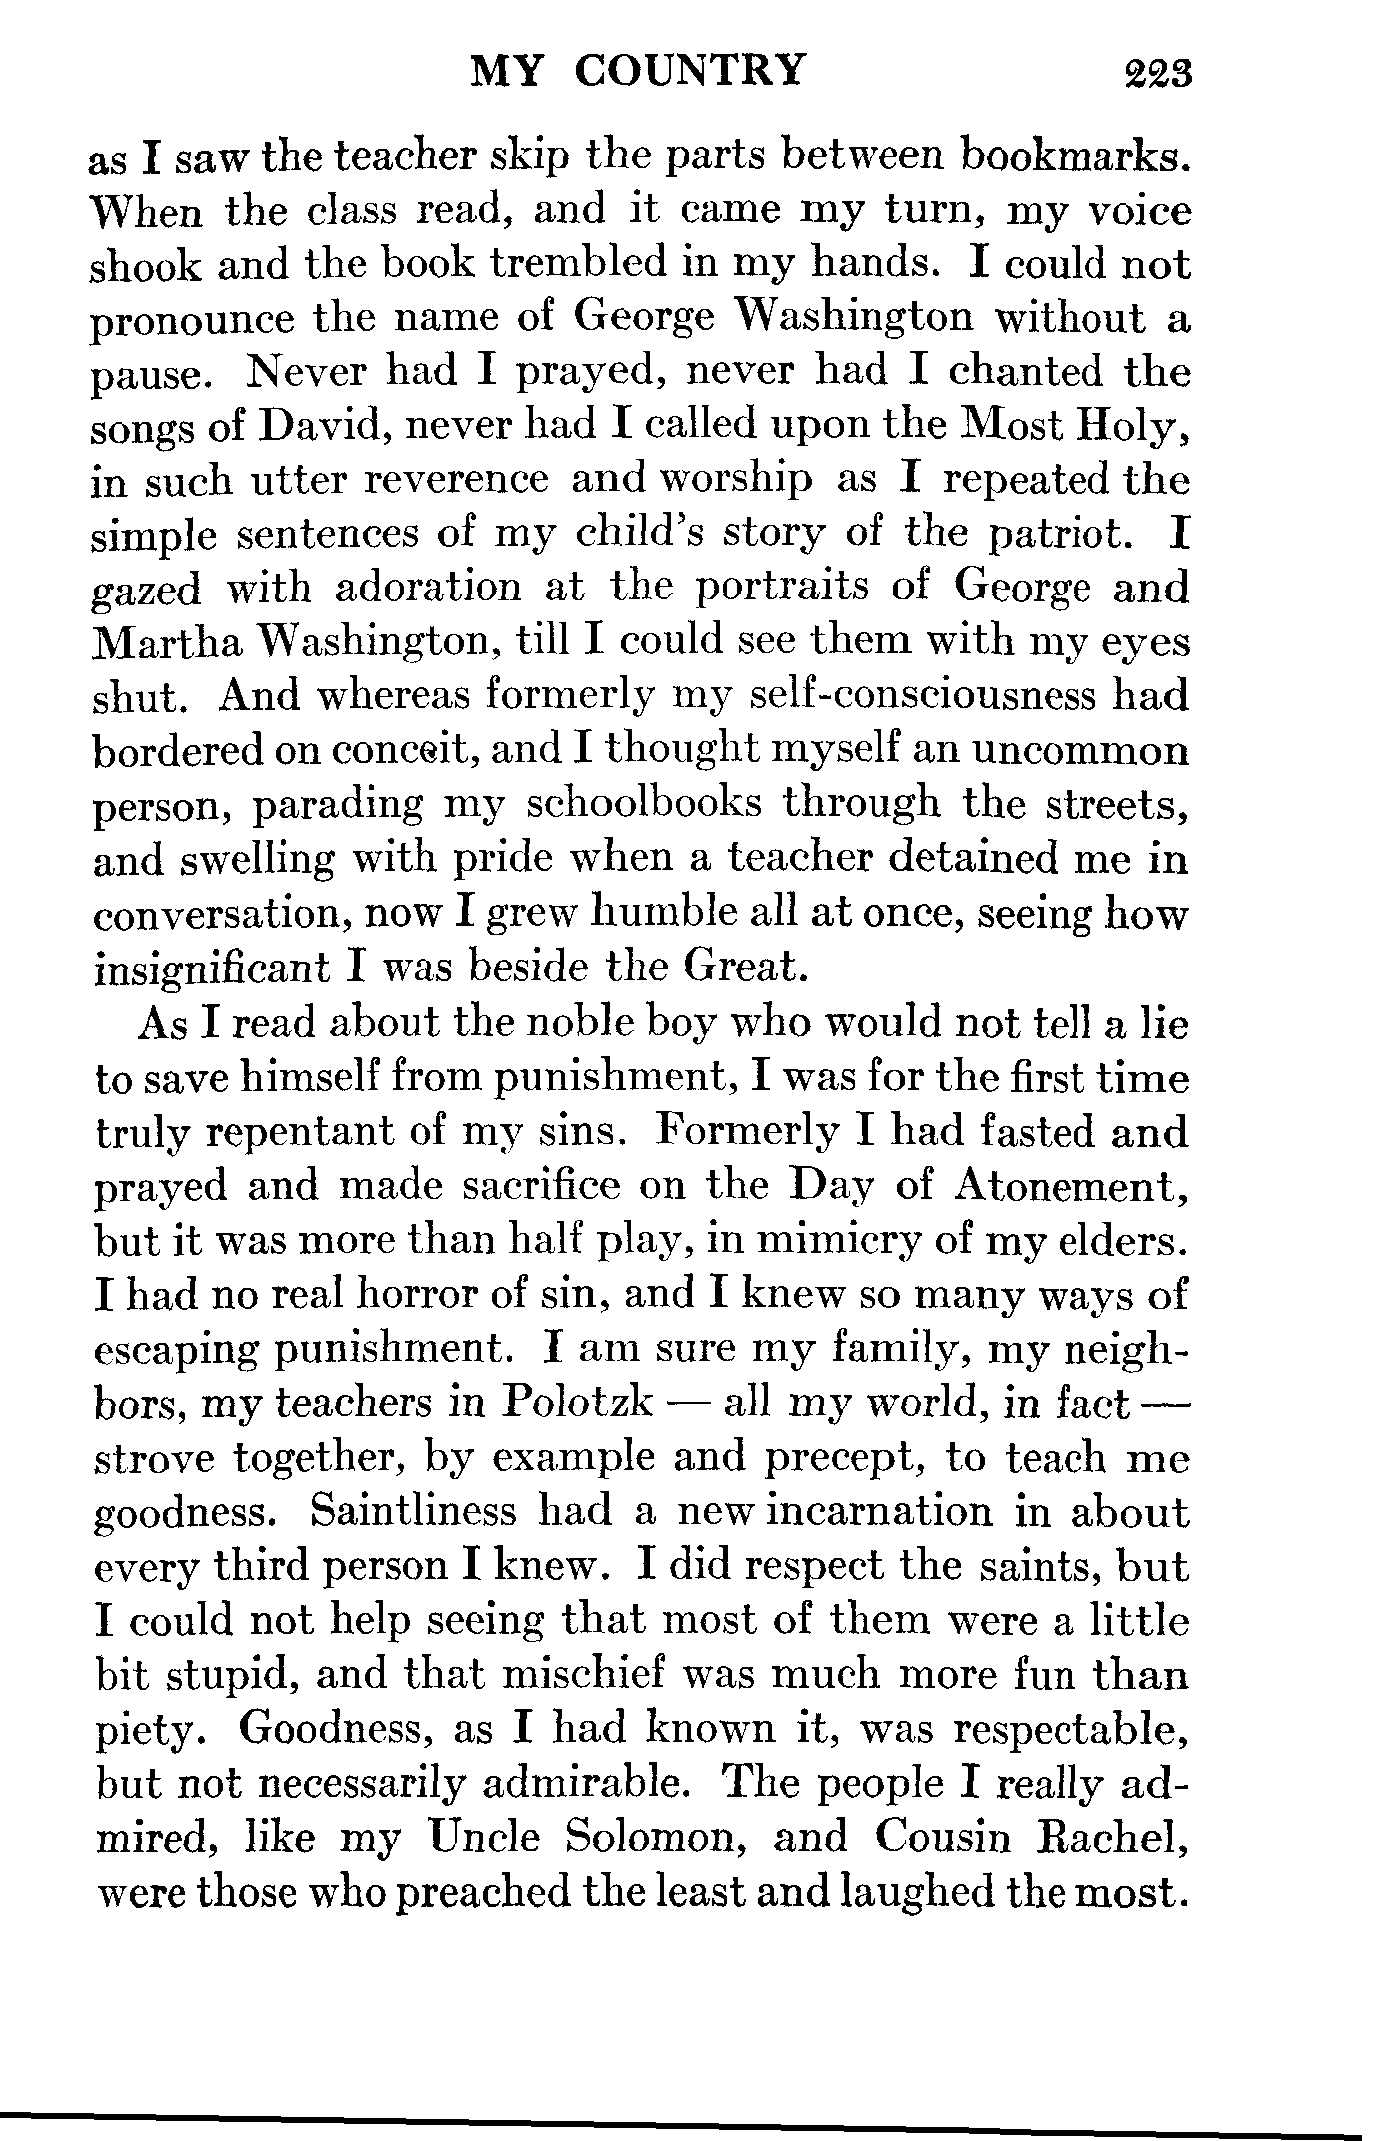 MY COUNTRY 223
as I saw the teacher skip the parts between bookmarks.
When the class read, and it came my turn, my voice
shook and the book trembled in my hands. I could not
pronounce the name of George Washington without a
pause. Never had I prayed, never had I chanted the
songs of David, never had I called upon the Most Holy,
in such utter reverence and worship as I repeated the
simple sentences of my child's story of the patriot. I
gazed with adoration at the portraits of George and
Martha Washington, till I could see them with my eyes
shut. And whereas formerly my self-consciousness had
bordered on conceit, and I thought myself an uncommon
person, parading my schoolbooks through the streets,
and swelling with pride when a teacher detained me in
conversation, now I grew humble all at once, seeing how
insignificant I was beside the Great.
As I read about the noble boy who would not tell a lie
to save himself from punishment, I was for the first time
truly repentant of my sins. Formerly I had fasted and
prayed and made sacrifice on the Day of Atonement,
but it was more than half play, in mimicry of my elders.
I had no real horror of sin, and I knew so many ways of
escaping punishment. I am sure my family, my neigh-
bors, my teachers in Polotzk — all my world, in fact —
strove together, by example and precept, to teach me
goodness. Saintliness had a new incarnation in about
every third person I knew. I did respect the saints, but
I could not help seeing that most of them were a little
bit stupid, and that mischief was much more fun than
piety. Goodness, as I had known it, was respectable,
but not necessarily admirable. The people I really ad-
mired, like my Uncle Solomon, and Cousin Rachel,
were those who preached the least and laughed the most.